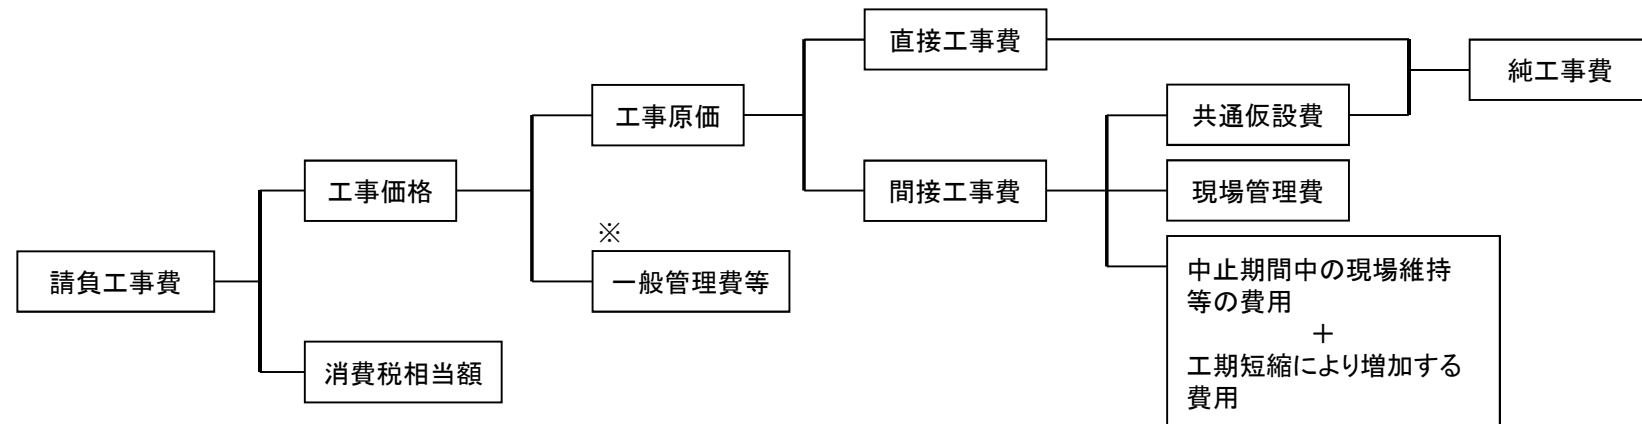 直接工事費
純工事費
工事原価
共通仮設費
工事価格
間接工事費
現場管理費
※
請負工事費
一般管理費等
中止期間中の現場維持
等の費用
+
工期短縮により増加する
費用
消費税相当額